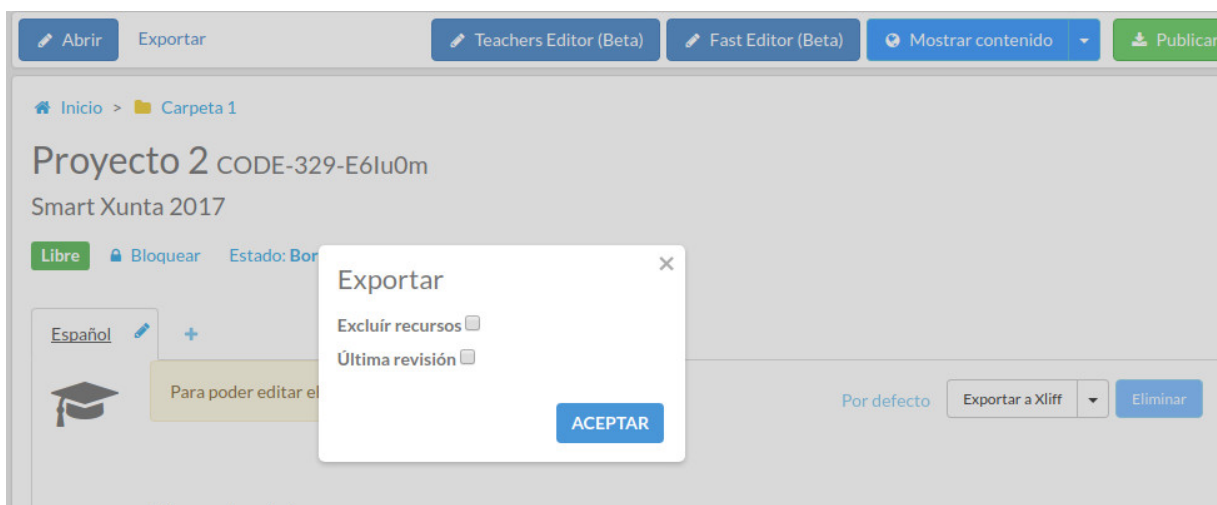 Abrir Exportar Teachers Editor (Beta) Fast Editor (Beta) Mostrar contenido Publicar
Inicio > Carpeta 1
Proyecto 2 CODE-329-E6Iu0m
Smart Xunta 2017
Libre Bloquear Estado: Bor
Exportar
Excluír recursos
Última revisión
ACEPTAR
Español +
Para poder editar el
Por defecto Exportar a Xliff Eliminar